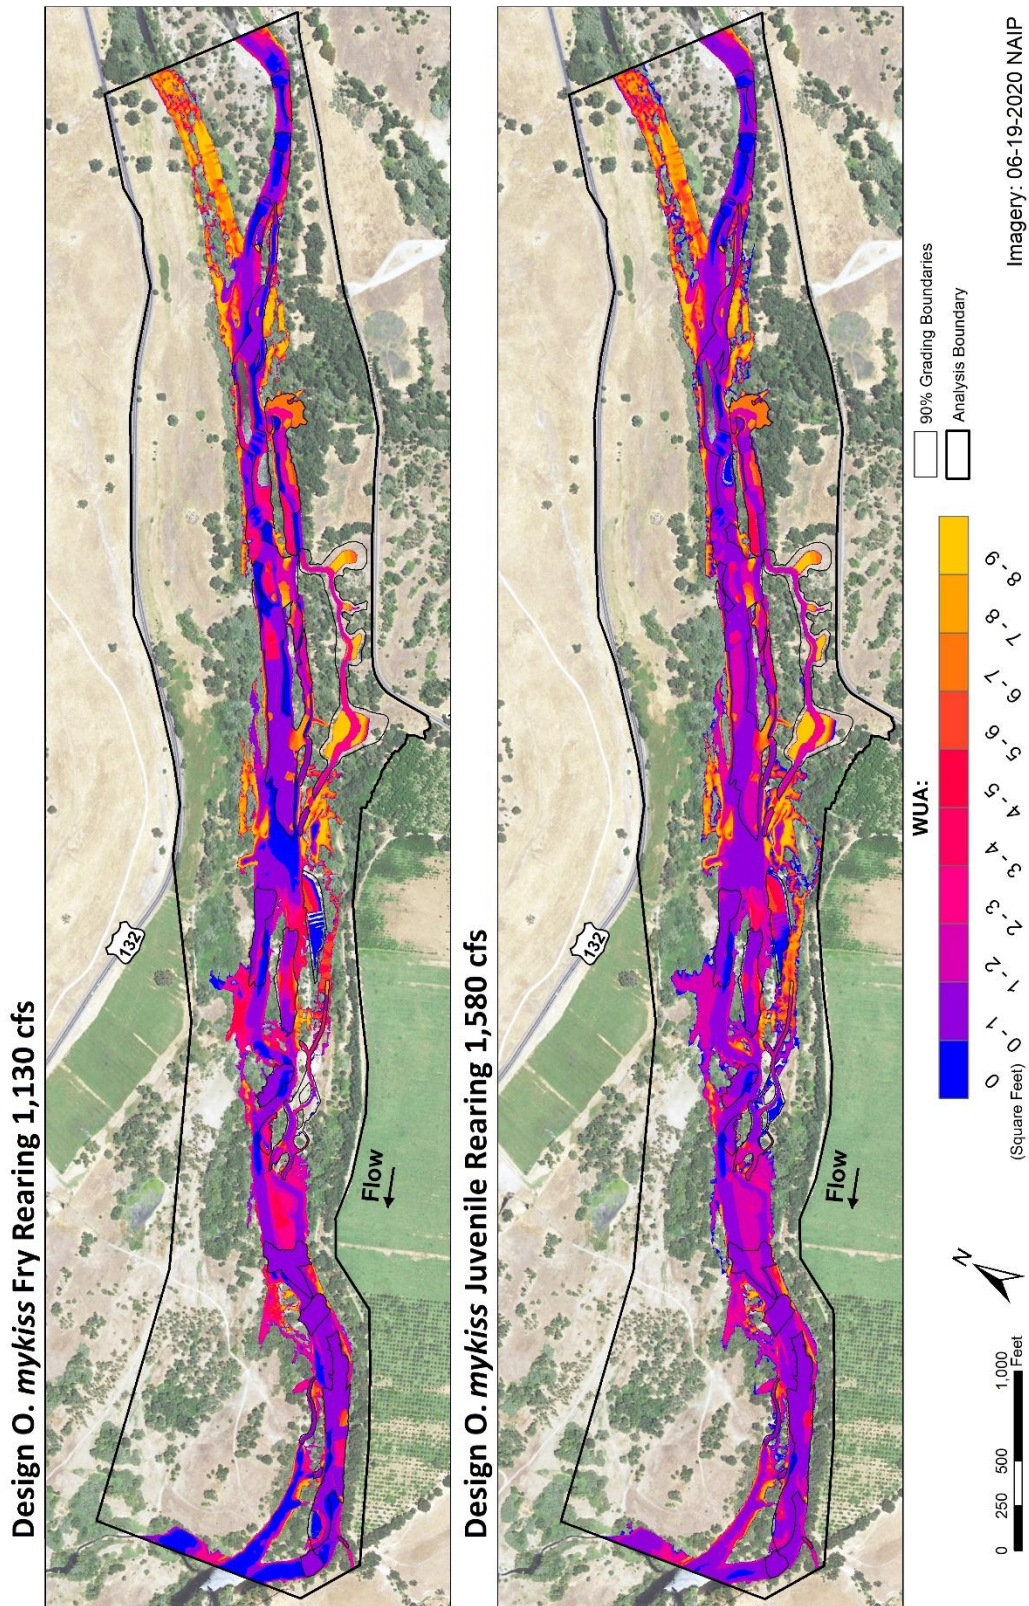 Design O. mykiss Fry Rearing 1,130 cfs
132
Flow
Design O. mykiss Juvenile Rearing 1,580 cfs
132
Flow
0 250 500 1,000
Feet
N
WUA:
(Square Feet)
0
0 - 1
1 - 2
2 - 3
3 - 4
4 - 5
5 - 6
6 - 7
7 - 8
8 - 9
90% Grading Boundaries
Analysis Boundary
Imagery: 06-19-2020 NAIP